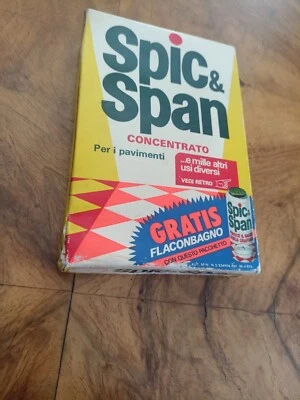 Spic &
Span
CONCENTRATO
Per i pavimenti
...e mille altri
usi diversi
VEDI RETRO
GRATIS
FLACONBAGNO
CON QUESTO PACCHETTO
Spic &
Span